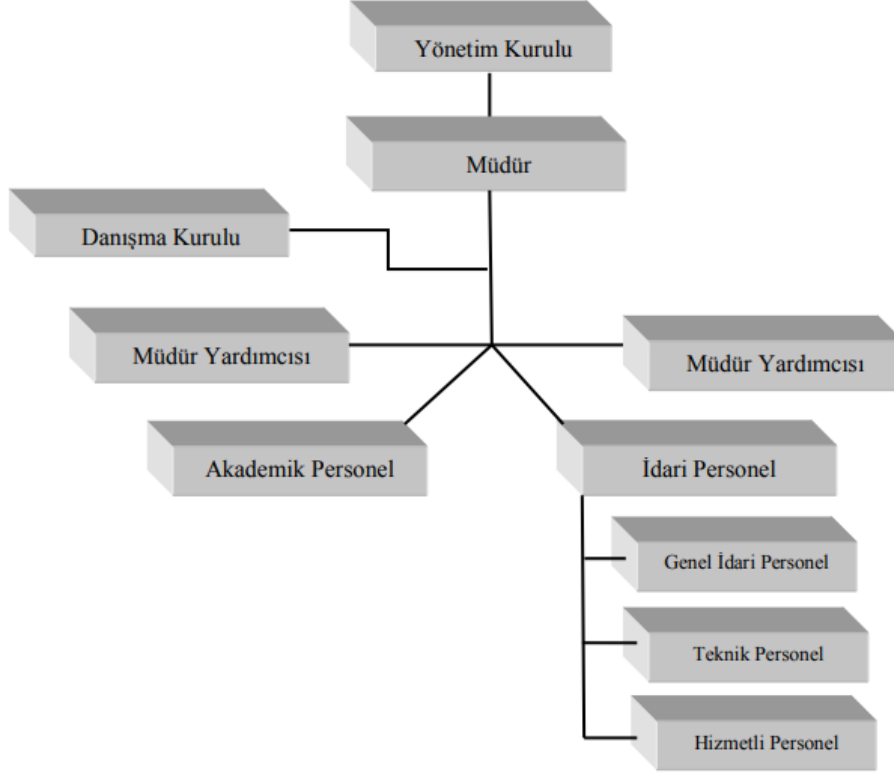 Yönetim Kurulu
Müdür
Danışma Kurulu
Müdür Yardımcısı
Müdür Yardımcısı
Akademik Personel
İdari Personel
Genel İdari Personel
Teknik Personel
Hizmetli Personel